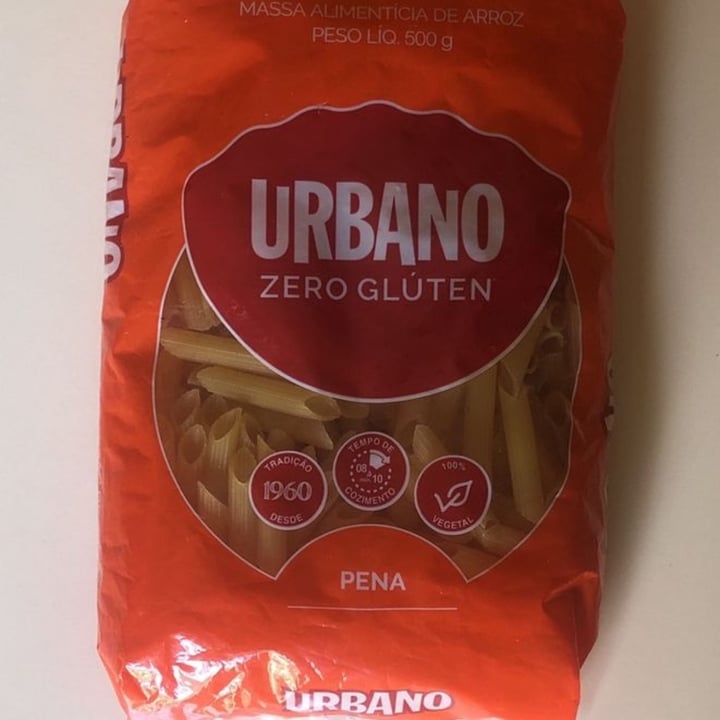 MASSA ALIMENTÍCIA DE ARROZ
PESO LÍQ. 500 g
URBANO
ZERO GLÚTEN
TRADIÇÃO
1960
DESDE
TEMPO DE
08 a 10
min.
COZIMENTO
100%
VEGETAL
PENA
URBANO
URBANO